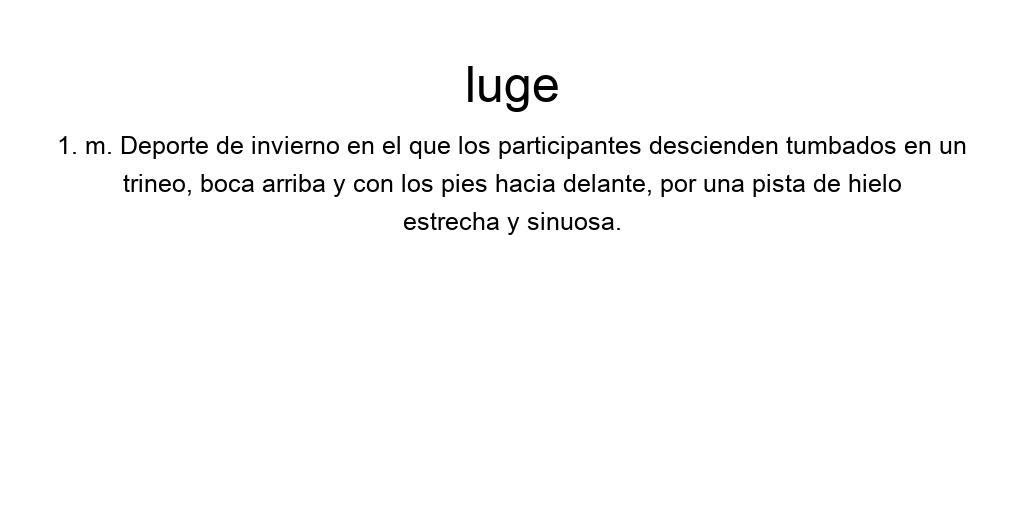 luge
1. m. Deporte de invierno en el que los participantes descienden tumbados en un
trineo, boca arriba y con los pies hacia delante, por una pista de hielo
estrecha y sinuosa.